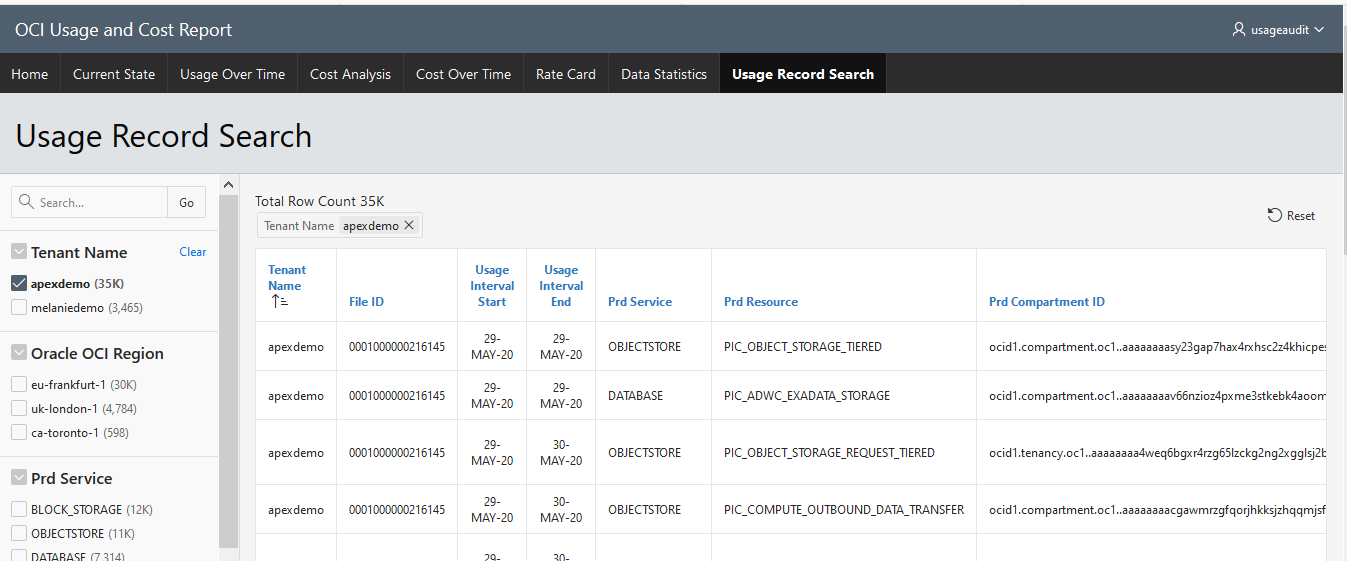 OCI Usage and Cost Report
usageaudit
Home Current State Usage Over Time Cost Analysis Cost Over Time Rate Card Data Statistics Usage Record Search
Usage Record Search
Search...
Go
Tenant Name
Clear
apexdemo (35K)
melaniedemo (3,465)
Oracle OCI Region
eu-frankfurt-1 (30K)
uk-london-1 (4,784)
ca-toronto-1 (598)
Prd Service
BLOCK_STORAGE (12K)
OBJECTSTORE (11K)
DATABASE (7,314)
Total Row Count 35K
Tenant Name apexdemo
Reset
Tenant Name File ID Usage Interval Start Usage Interval End Prd Service Prd Resource Prd Compartment ID
apexdemo 0001000000216145 29-MAY-20 29-MAY-20 OBJECTSTORE PIC_OBJECT_STORAGE_TIERED ocid1.compartment.oc1..aaaaaaaasy23gap7hax4rxhsc2z4khicpes
apexdemo 0001000000216145 29-MAY-20 29-MAY-20 DATABASE PIC_ADWC_EXADATA_STORAGE ocid1.compartment.oc1..aaaaaaaav66nzioz4pxme3stkebk4aoom
apexdemo 0001000000216145 29-MAY-20 30-MAY-20 OBJECTSTORE PIC_OBJECT_STORAGE_REQUEST_TIERED ocid1.tenancy.oc1..aaaaaaaa4weq6bgxr4rzg65lzckg2ng2xgglsj2b
apexdemo 0001000000216145 29-MAY-20 30-MAY-20 OBJECTSTORE PIC_COMPUTE_OUTBOUND_DATA_TRANSFER ocid1.compartment.oc1..aaaaaaaacgawmrzgfqorjhkksjzhqqmjsf
29- 30-